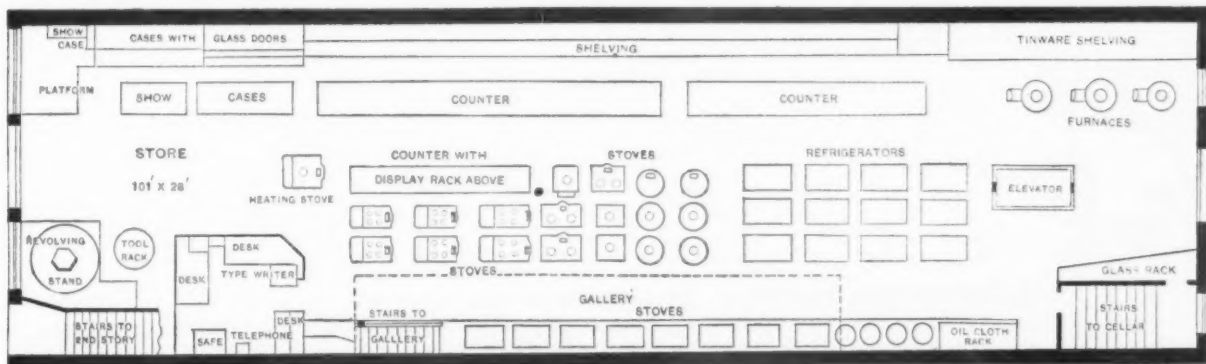 SHOW
CASE
CASES WITH
GLASS DOORS
SHELVING
TINWARE SHELVING
PLATFORM
SHOW
CASES
COUNTER
COUNTER
FURNACES
STORE
101' X 28'
HEATING STOVE
COUNTER WITH
DISPLAY RACK ABOVE
STOVES
REFRIGERATORS
ELEVATOR
REVOLVING
STAND
TOOL
RACK
DESK
DESK
TYPE WRITER
STOVES
GLASS RACK
GALLERY
STOVES
STAIRS TO
2ND STORY
SAFE
TELEPHONE
DESK
STAIRS TO
GALLLERY
OIL CLOTH
RACK
STAIRS
TO CELLAR